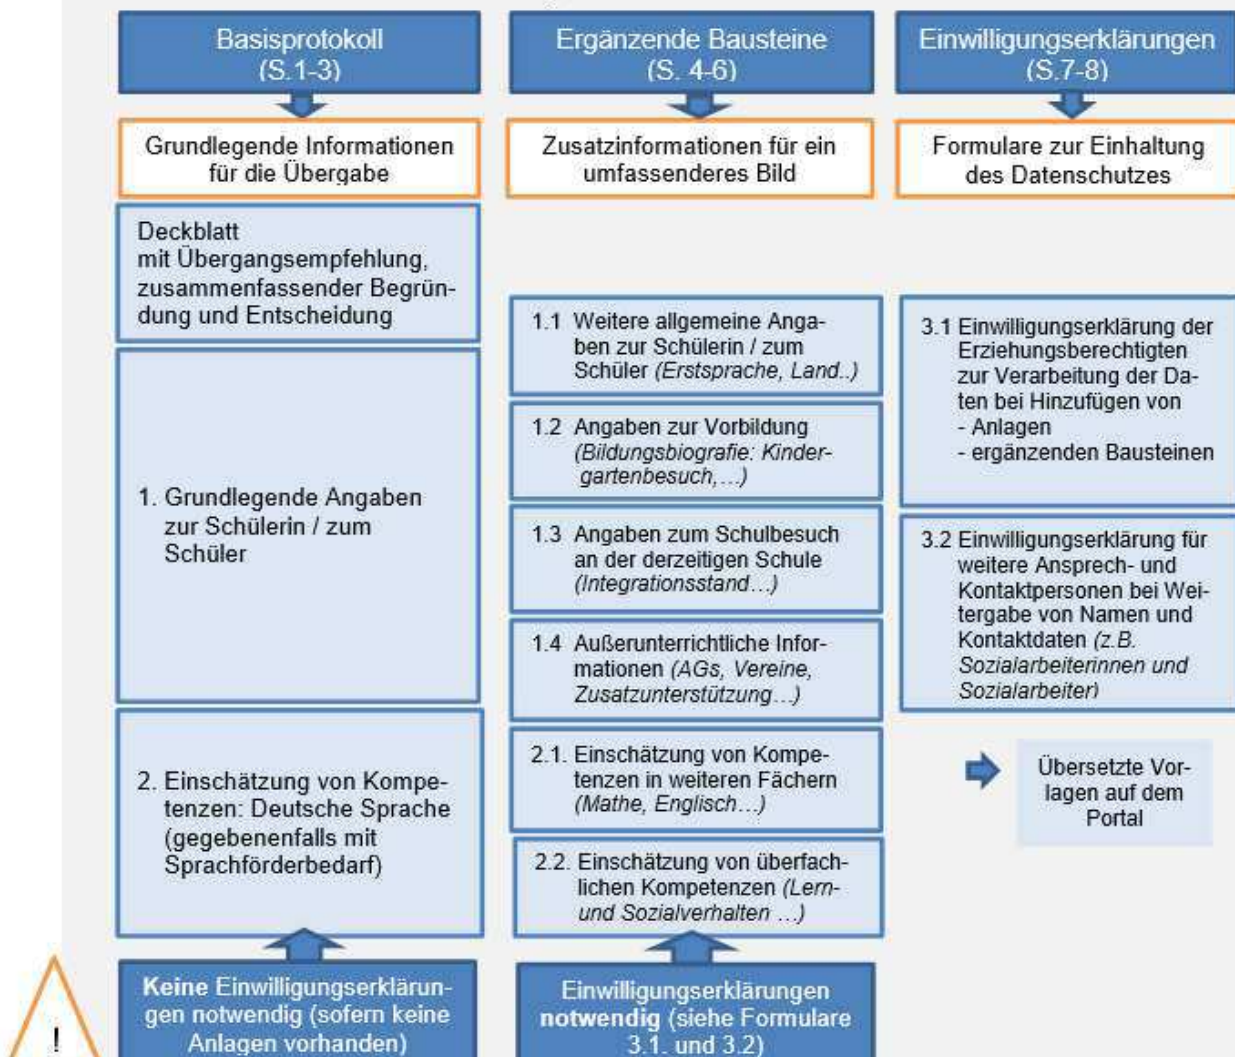 Basisprotokoll
(S.1-3)
Grundlegende Informationen
für die Übergabe
Deckblatt
mit Übergangsempfehlung,
zusammenfassender Begrün-
dung und Entscheidung
1. Grundlegende Angaben
zur Schülerin / zum
Schüler
2. Einschätzung von Kompe-
tenzen: Deutsche Sprache
(gegebenenfalls mit
Sprachförderbedarf)
Keine Einwilligungserklärun-
gen notwendig (sofern keine
Anlagen vorhanden)
!
Ergänzende Bausteine
(S. 4-6)
Zusatzinformationen für ein
umfassenderes Bild
1.1 Weitere allgemeine Anga-
ben zur Schülerin / zum
Schüler (Erstsprache, Land..)
1.2 Angaben zur Vorbildung
(Bildungsbiografie: Kinder-
gartenbesuch,…)
1.3 Angaben zum Schulbesuch
an der derzeitigen Schule
(Integrationsstand…)
1.4 Außerunterrichtliche Infor-
mationen (AGs, Vereine,
Zusatzunterstützung…)
2.1. Einschätzung von Kompe-
tenzen in weiteren Fächern
(Mathe, Englisch…)
2.2. Einschätzung von überfach-
lichen Kompetenzen (Lern-
und Sozialverhalten …)
Einwilligungserklärungen
notwendig (siehe Formulare
3.1. und 3.2)
Einwilligungserklärungen
(S.7-8)
Formulare zur Einhaltung
des Datenschutzes
3.1 Einwilligungserklärung der
Erziehungsberechtigten
zur Verarbeitung der Da-
ten bei Hinzufügen von
- Anlagen
- ergänzenden Bausteinen
3.2 Einwilligungserklärung für
weitere Ansprech- und
Kontaktpersonen bei Wei-
tergabe von Namen und
Kontaktdaten (z.B.
Sozialarbeiterinnen und
Sozialarbeiter)
Übersetzte Vor-
lagen auf dem
Portal